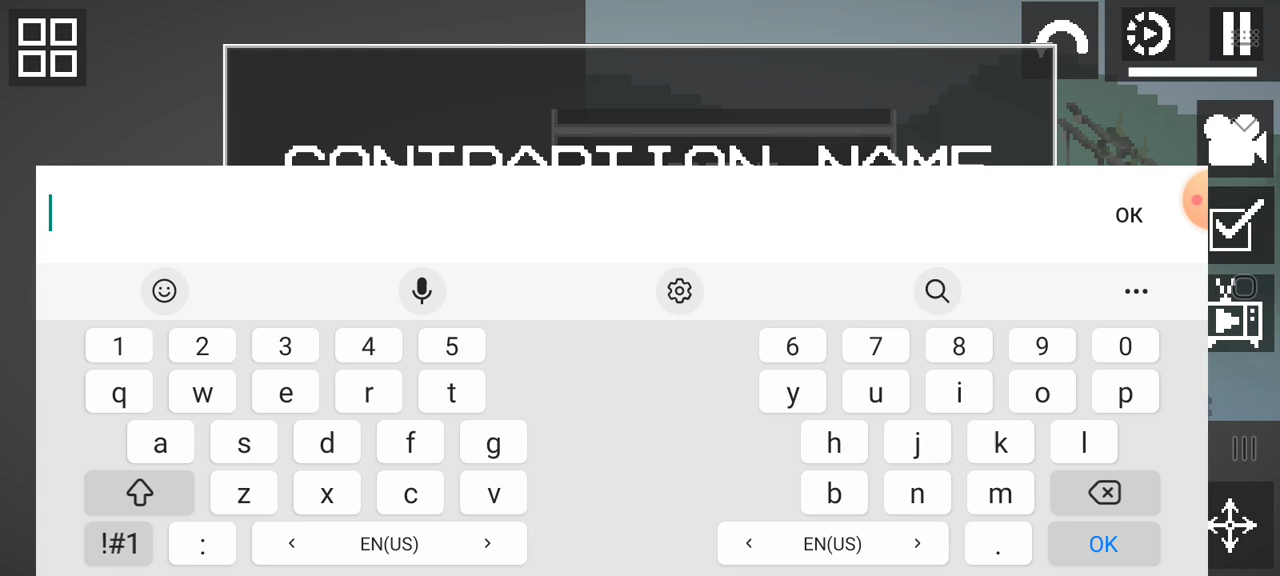 CONTRAPTION NAME
OK
1 2 3 4 5 6 7 8 9 0
q w e r t y u i o p
a s d f g h j k l
z x c v b n m
!#1 : < EN(US) > < EN(US) > . OK